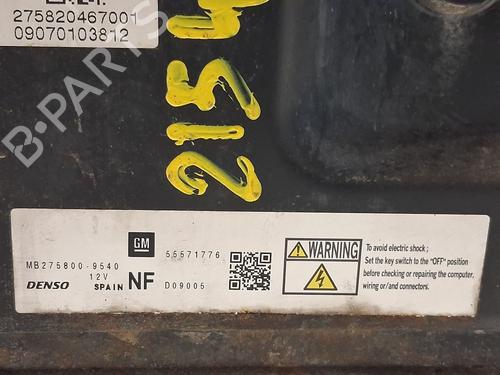 275820467001
09070103812
B-PARTS
GM
55571776
MB275800-9540
12V
DENSO SPAIN NF D09005
WARNING
To avoid electric shock ;
Set the key switch to the "OFF" position
before checking or repairing the computer,
wiring or/and connectors.